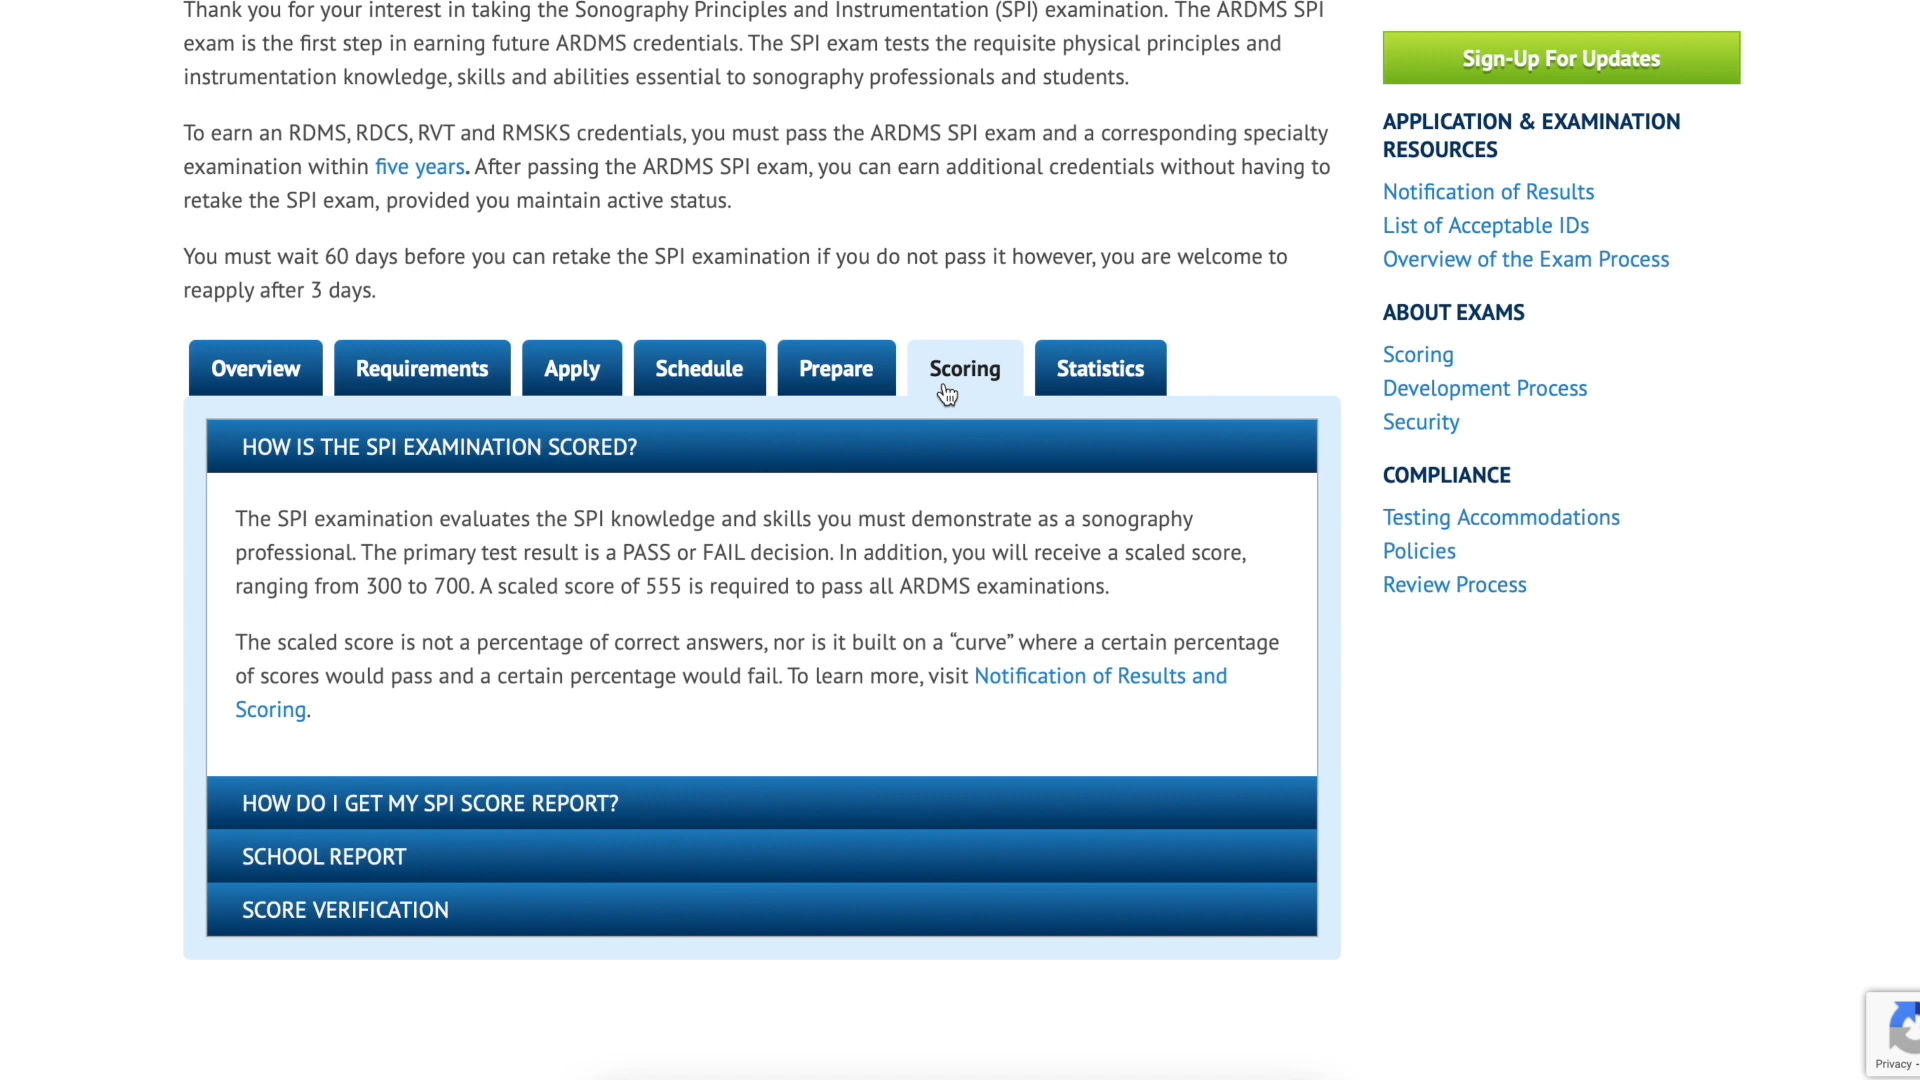 Thank you for your interest in taking the Sonography Principles and Instrumentation (SPI) examination. The ARDMS SPI
exam is the first step in earning future ARDMS credentials. The SPI exam tests the requisite physical principles and
instrumentation knowledge, skills and abilities essential to sonography professionals and students.
To earn an RDMS, RDCS, RVT and RMSKS credentials, you must pass the ARDMS SPI exam and a corresponding specialty
examination within five years. After passing the ARDMS SPI exam, you can earn additional credentials without having to
retake the SPI exam, provided you maintain active status.
You must wait 60 days before you can retake the SPI examination if you do not pass it however, you are welcome to
reapply after 3 days.
Overview
Requirements
Apply
Schedule
Prepare
Scoring
Statistics
HOW IS THE SPI EXAMINATION SCORED?
The SPI examination evaluates the SPI knowledge and skills you must demonstrate as a sonography
professional. The primary test result is a PASS or FAIL decision. In addition, you will receive a scaled score,
ranging from 300 to 700. A scaled score of 555 is required to pass all ARDMS examinations.
The scaled score is not a percentage of correct answers, nor is it built on a “curve” where a certain percentage
of scores would pass and a certain percentage would fail. To learn more, visit Notification of Results and
Scoring.
HOW DO I GET MY SPI SCORE REPORT?
SCHOOL REPORT
SCORE VERIFICATION
Sign-Up For Updates
APPLICATION & EXAMINATION
RESOURCES
Notification of Results
List of Acceptable IDs
Overview of the Exam Process
ABOUT EXAMS
Scoring
Development Process
Security
COMPLIANCE
Testing Accommodations
Policies
Review Process
Privacy -